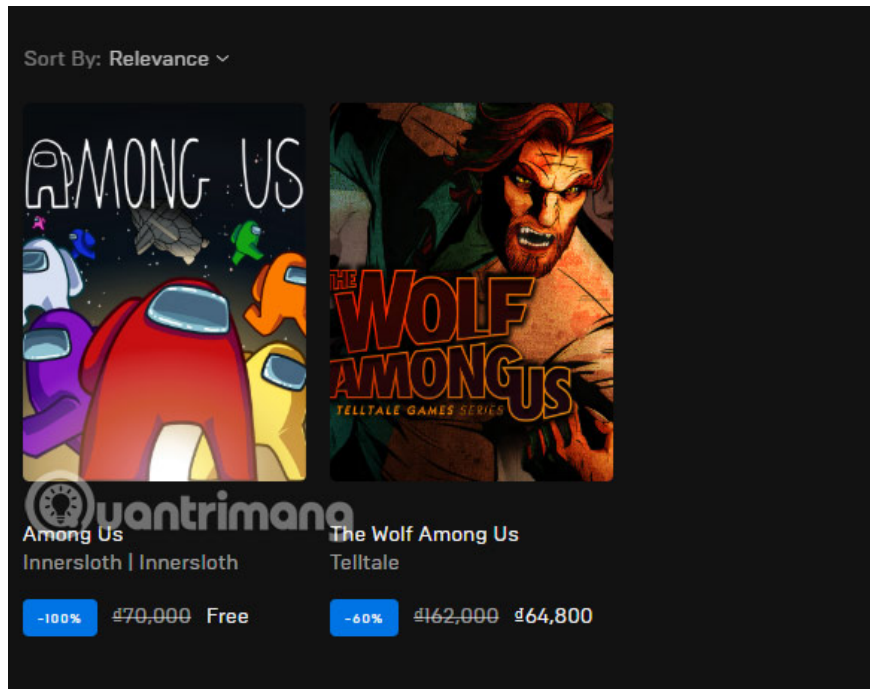 Sort By: Relevance
AMONG US
THE
WOLF
AMONG US
TELLTALE GAMES SERIES
Quantrimang
Among Us
Innersloth | Innersloth
-100% ₫70,000 Free
The Wolf Among Us
Telltale
-60% ₫162,000 ₫64,800